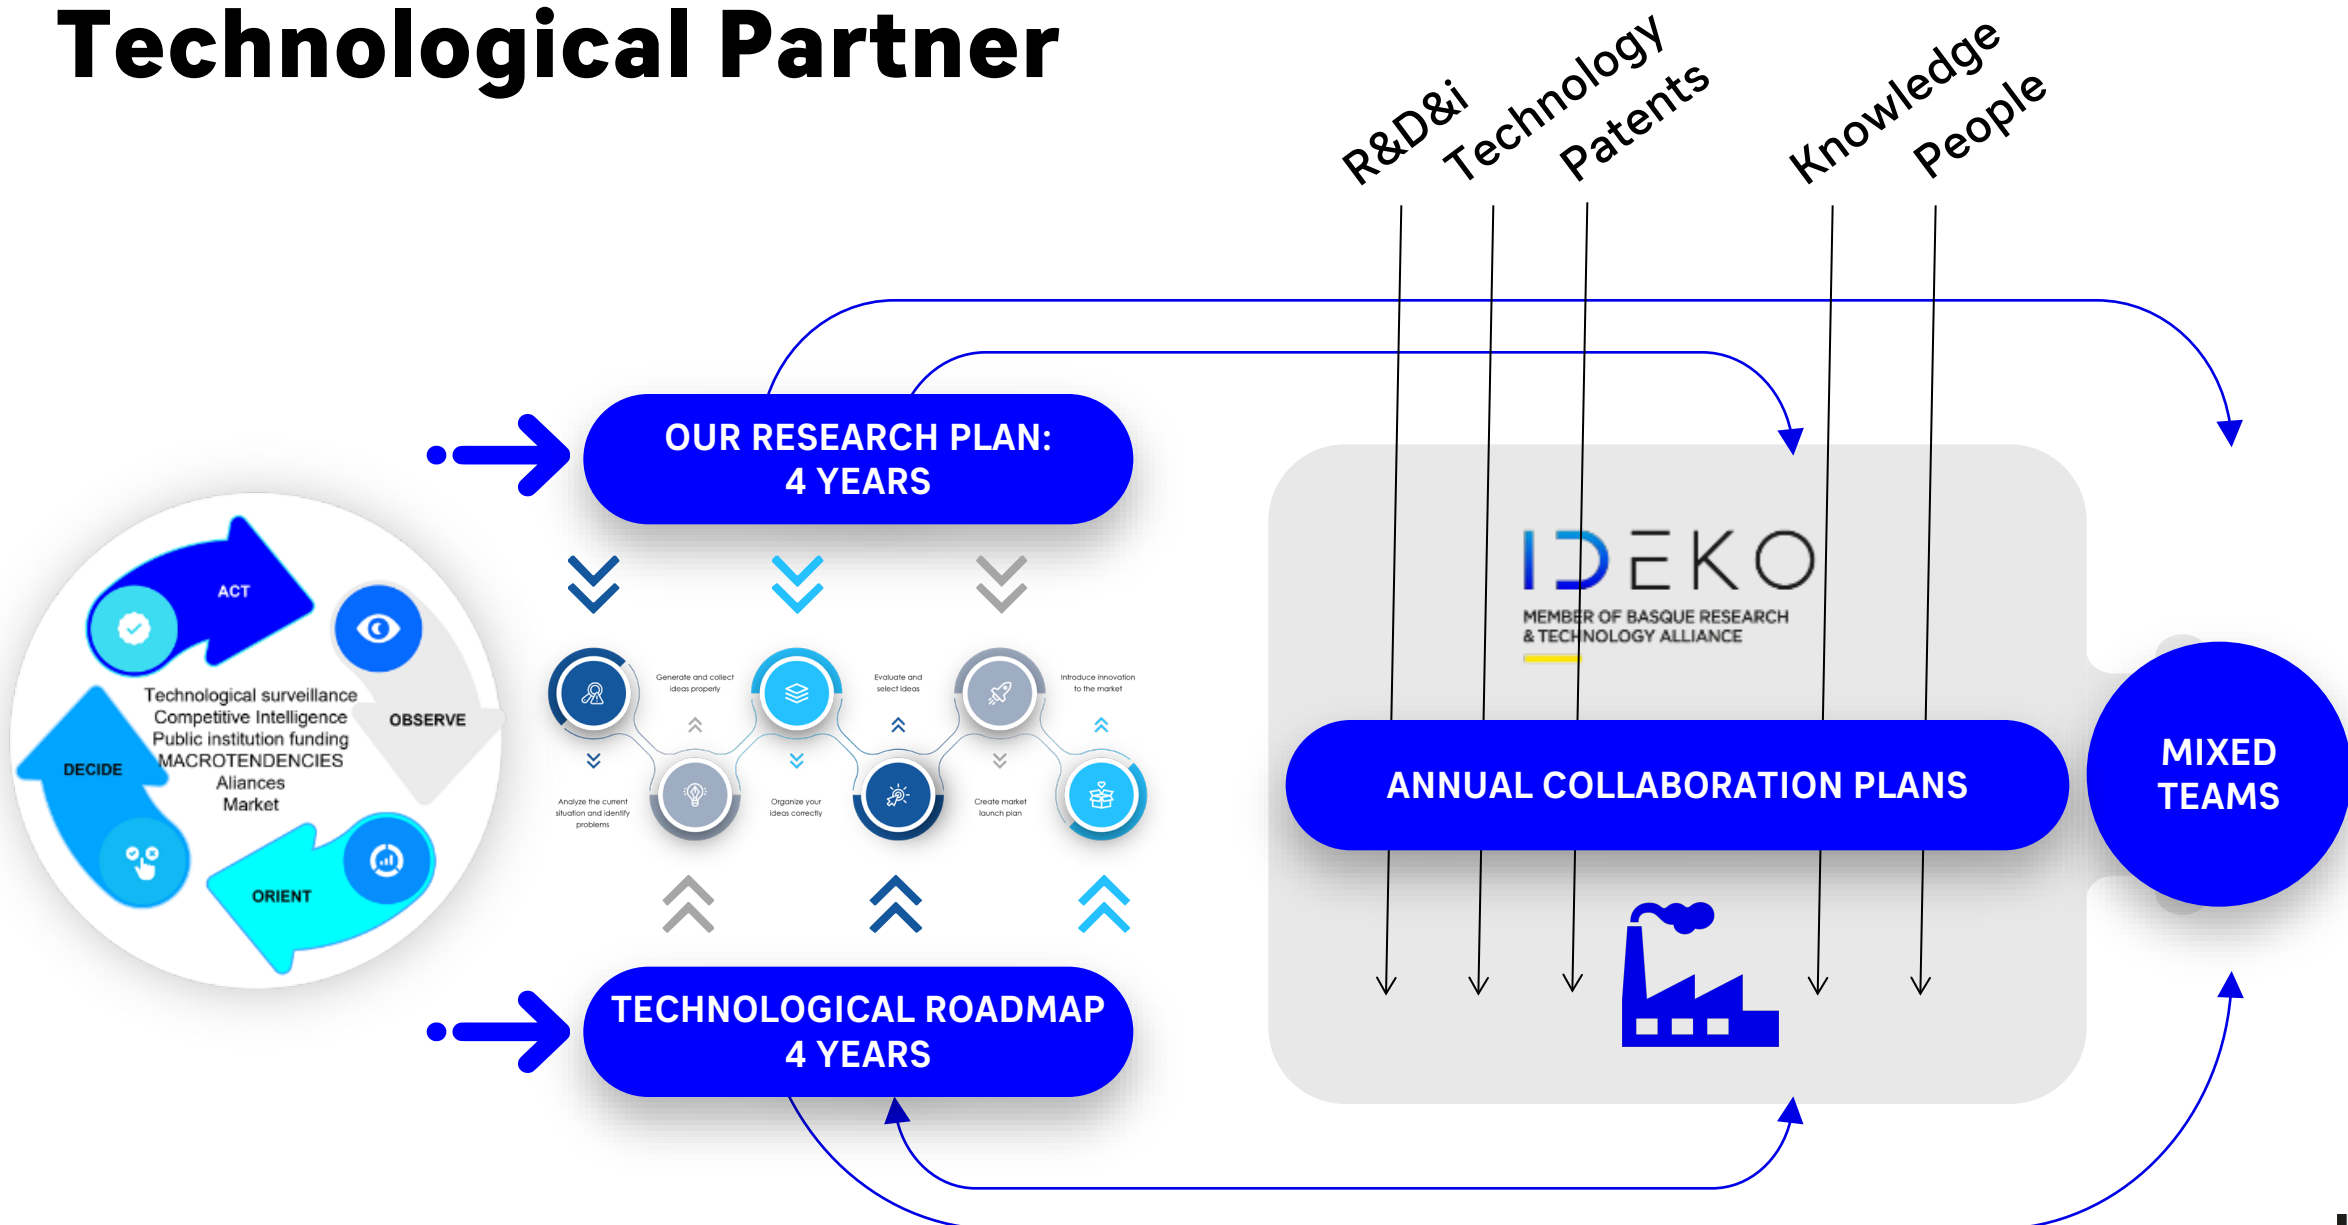 Technological Partner
R&D&i
Technology
Patents
Knowledge
People
OUR RESEARCH PLAN:
4 YEARS
ACT
OBSERVE
DECIDE
ORIENT
Technological surveillance
Competitive Intelligence
Public institution funding
MACROTENDENCIES
Aliances
Market
Generate and collect
ideas properly
Evaluate and
select ideas
Introduce innovation
to the market
Analyze the current
situation and identify
problems
Organize your
ideas correctly
Create market
launch plan
TECHNOLOGICAL ROADMAP
4 YEARS
IDEKO
MEMBER OF BASQUE RESEARCH
& TECHNOLOGY ALLIANCE
ANNUAL COLLABORATION PLANS
MIXED
TEAMS